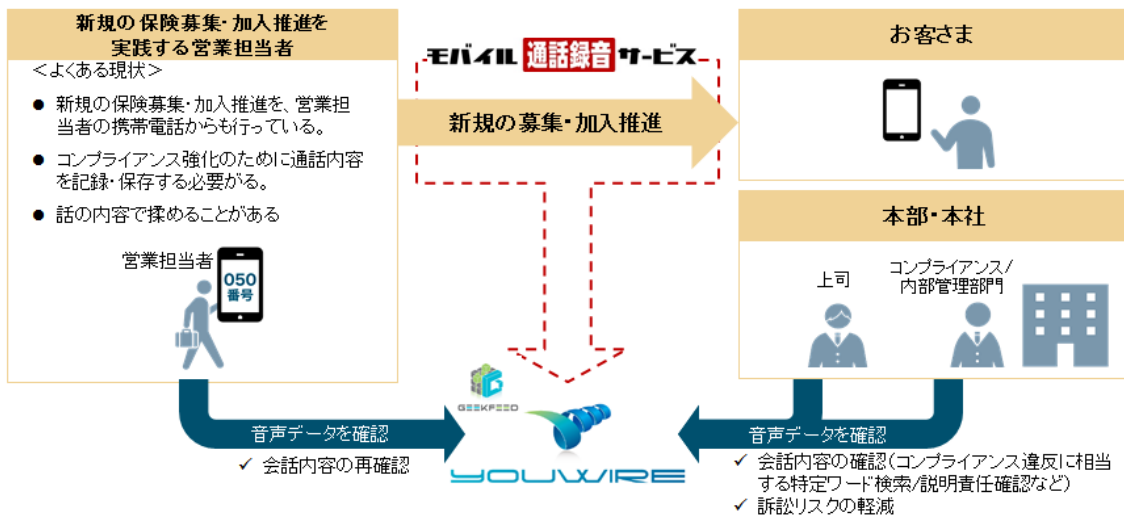 新規の保険募集・加入推進を
実践する営業担当者
＜よくある現状＞
● 新規の保険募集・加入推進を、営業担
当者の携帯電話からも行っている。
● コンプライアンス強化のために通話内容
を記録・保存する必要がる。
● 話の内容で揉めることがある
営業担当者
050
番号
モバイル 通話録音 サービス
新規の募集・加入推進
お客さま
本部・本社
上司
コンプライアンス/
内部管理部門
GEEKFEED
YOUWIRE
音声データを確認
✓ 会話内容の再確認
音声データを確認
✓ 会話内容の確認(コンプライアンス違反に相当
する特定ワード検索/説明責任確認など)
✓ 訴訟リスクの軽減